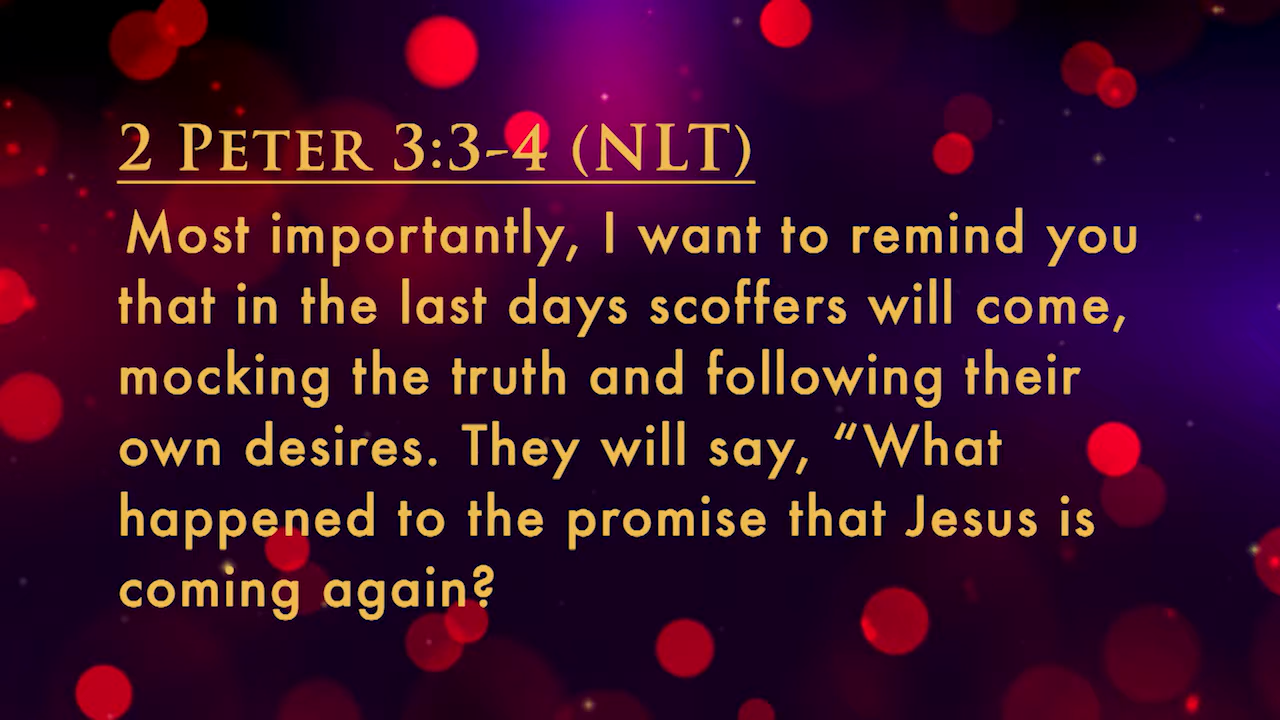 2 Peter 3:3-4 (NLT)
Most importantly, I want to remind you
that in the last days scoffers will come,
mocking the truth and following their
own desires. They will say, “What
happened to the promise that Jesus is
coming again?